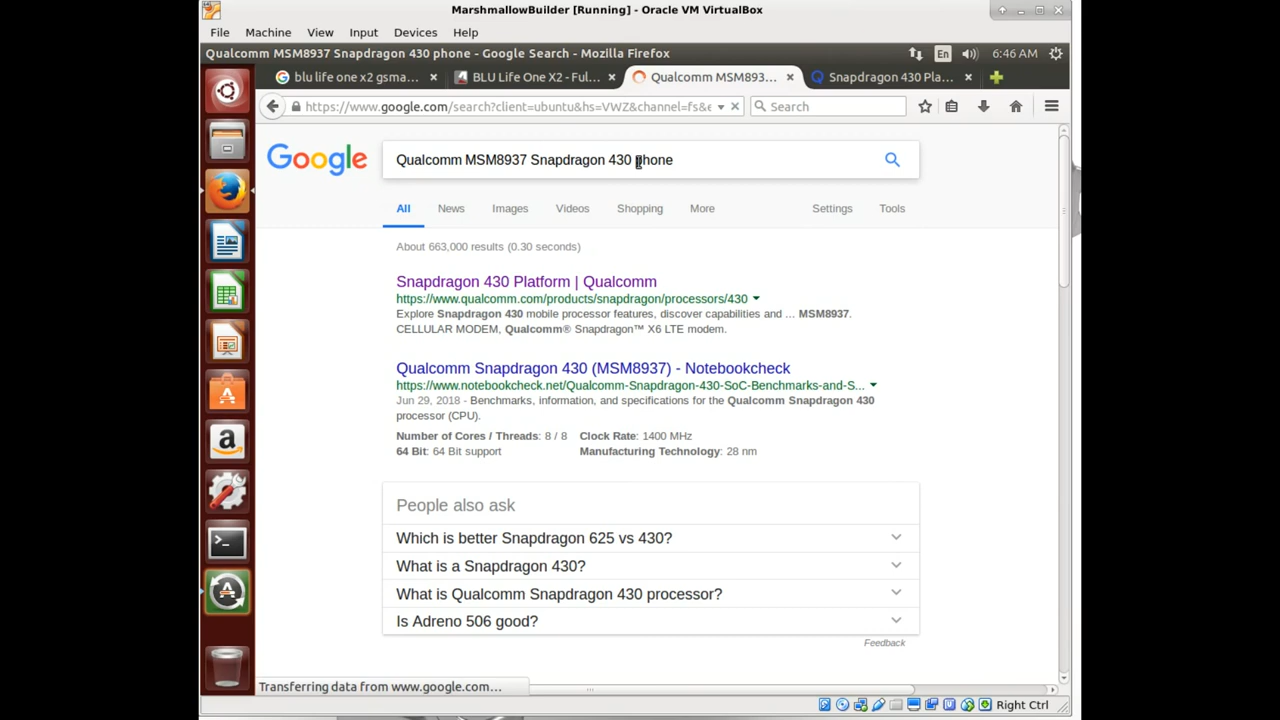 MarshmallowBuilder [Running] - Oracle VM VirtualBox
File Machine View Input Devices Help
Qualcomm MSM8937 Snapdragon 430 phone - Google Search - Mozilla Firefox En 6:46 AM
blu life one x2 gsma... BLU Life One X2 - Ful... Qualcomm MSM893... Snapdragon 430 Pla...
https://www.google.com/search?client=ubuntu&hs=VWZ&channel=fs&e Search
Google Qualcomm MSM8937 Snapdragon 430 phone
All News Images Videos Shopping More Settings Tools
About 663,000 results (0.30 seconds)
Snapdragon 430 Platform | Qualcomm
https://www.qualcomm.com/products/snapdragon/processors/430
Explore Snapdragon 430 mobile processor features, discover capabilities and ... MSM8937.
CELLULAR MODEM, Qualcomm® Snapdragon™ X6 LTE modem.
Qualcomm Snapdragon 430 (MSM8937) - Notebookcheck
https://www.notebookcheck.net/Qualcomm-Snapdragon-430-SoC-Benchmarks-and-S...
Jun 29, 2018 - Benchmarks, information, and specifications for the Qualcomm Snapdragon 430
processor (CPU).
Number of Cores / Threads: 8 / 8 Clock Rate: 1400 MHz
64 Bit: 64 Bit support Manufacturing Technology: 28 nm
People also ask
Which is better Snapdragon 625 vs 430?
What is a Snapdragon 430?
What is Qualcomm Snapdragon 430 processor?
Is Adreno 506 good?
Feedback
Transferring data from www.google.com...
Right Ctrl